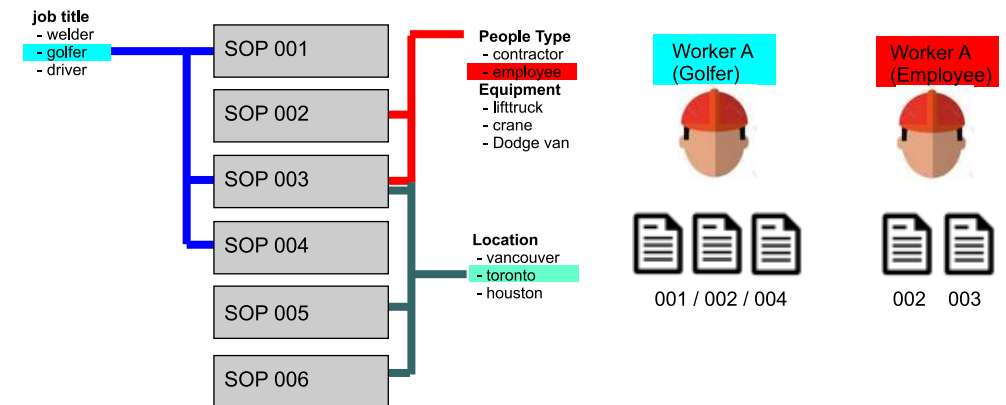 job title
- welder
- golfer
- driver
SOP 001
SOP 002
SOP 003
SOP 004
SOP 005
SOP 006
People Type
- contractor
- employee
Equipment
- lifttruck
- crane
- Dodge van
Location
- vancouver
- toronto
- houston
Worker A
(Golfer)
001 / 002 / 004
Worker A
(Employee)
002 003